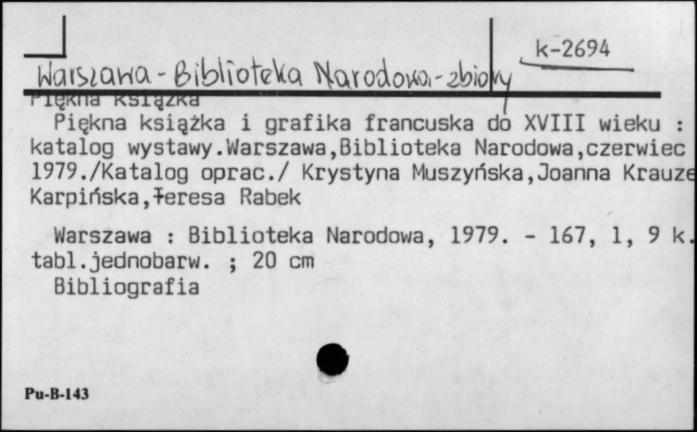 k-2694
Warszawa - Biblioteka Narodowa - zbiory
Piękna książka
Piękna książka i grafika francuska do XVIII wieku :
katalog wystawy.Warszawa,Biblioteka Narodowa,czerwiec
1979./Katalog oprac./ Krystyna Muszyńska,Joanna Krauze
Karpińska,Teresa Rabek
Warszawa : Biblioteka Narodowa, 1979. - 167, 1, 9 k.
tabl.jednobarw. ; 20 cm
Bibliografia
Pu-B-143